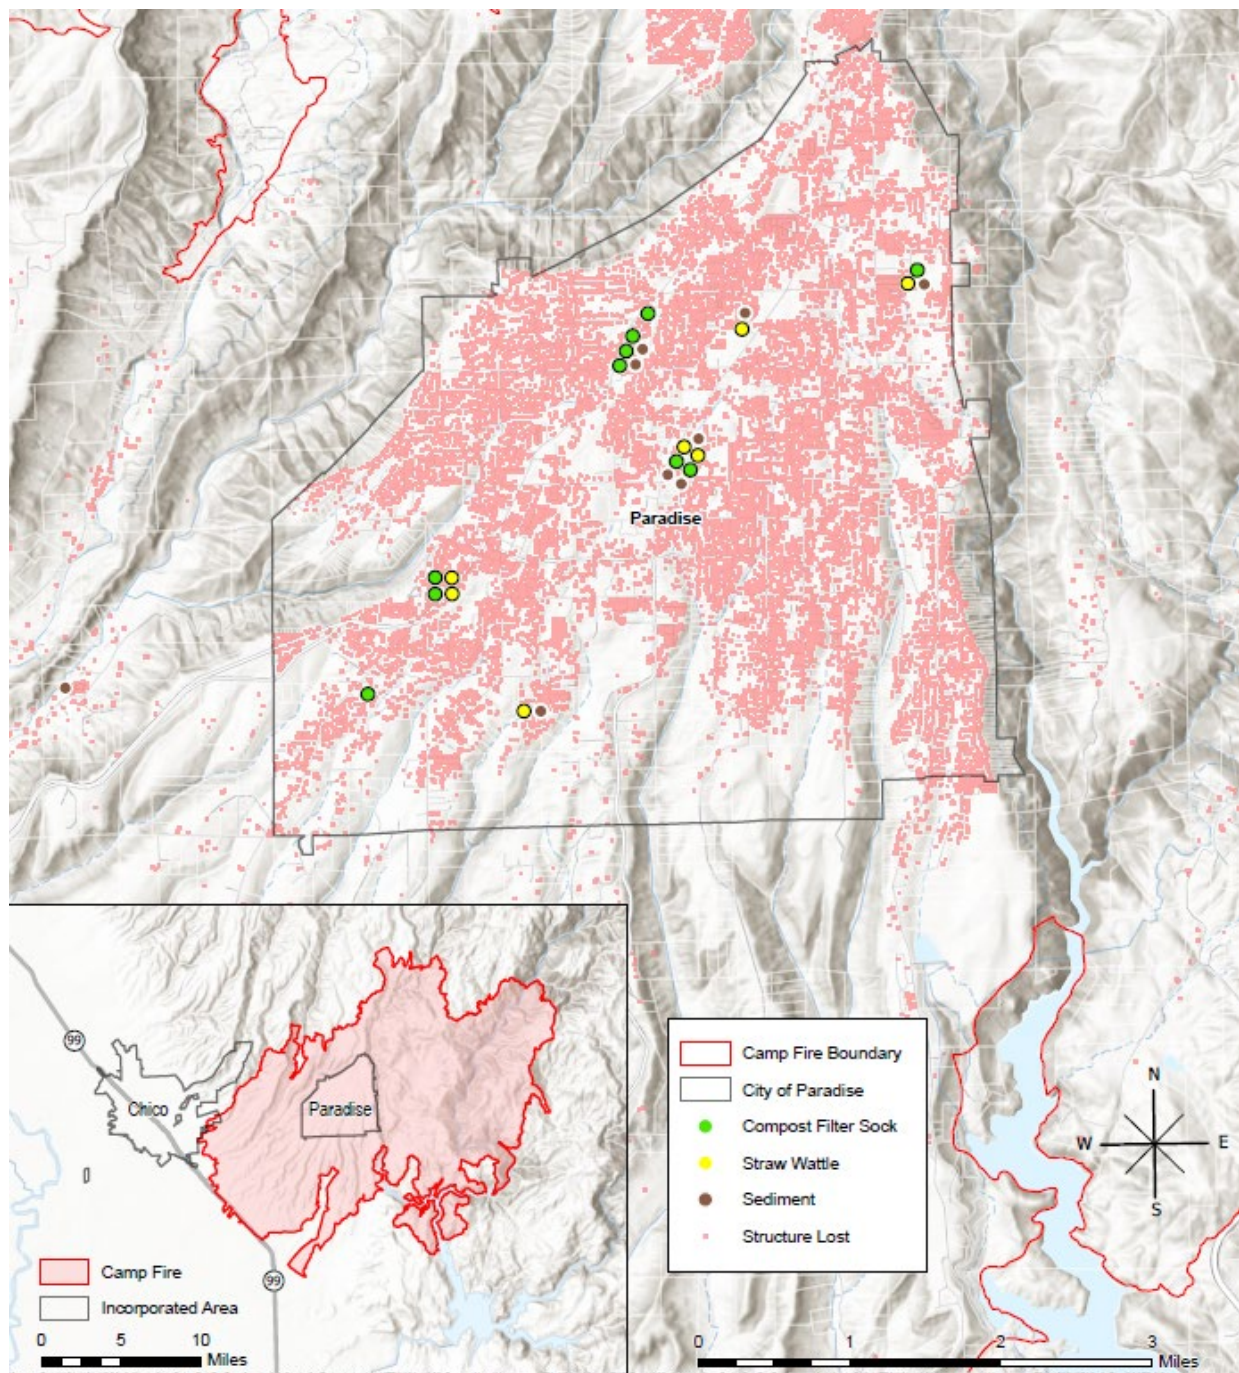 Paradise
99
Chico
Paradise
99
Camp Fire
Incorporated Area
0 5 10
Miles
Camp Fire Boundary
City of Paradise
Compost Filter Sock
Straw Wattle
Sediment
Structure Lost
N
W E
S
0 1 2 3
Miles